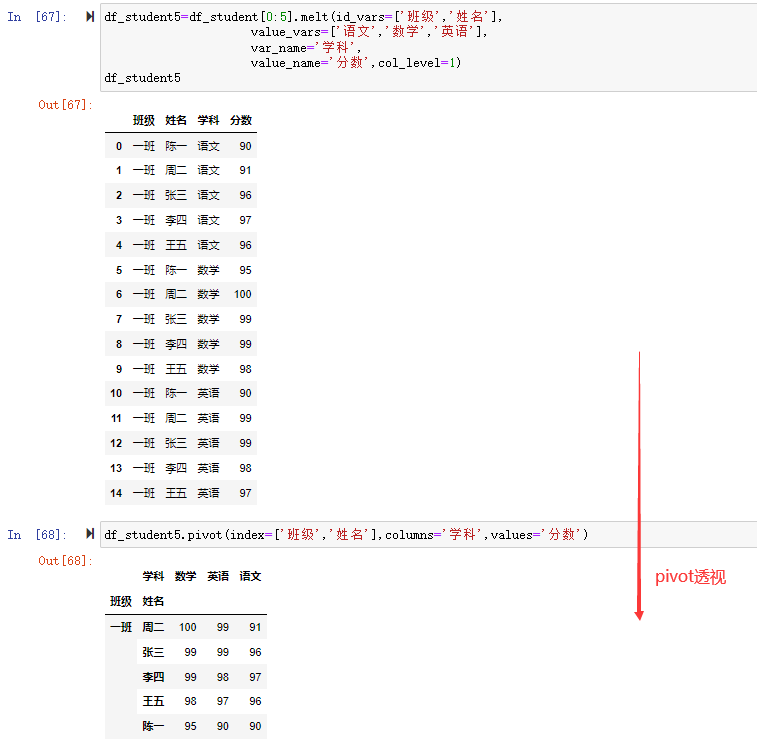 In [67]: df_student5=df_student[0:5].melt(id_vars=['班级','姓名'],
value_vars=['语文','数学','英语'],
var_name='学科',
value_name='分数',col_level=1)
df_student5
Out[67]:
班级 姓名 学科 分数
0 一班 陈一 语文 90
1 一班 周二 语文 91
2 一班 张三 语文 96
3 一班 李四 语文 97
4 一班 王五 语文 96
5 一班 陈一 数学 95
6 一班 周二 数学 100
7 一班 张三 数学 99
8 一班 李四 数学 99
9 一班 王五 数学 98
10 一班 陈一 英语 90
11 一班 周二 英语 99
12 一班 张三 英语 99
13 一班 李四 英语 98
14 一班 王五 英语 97
In [68]: df_student5.pivot(index=['班级','姓名'],columns='学科',values='分数')
Out[68]:
学科 数学 英语 语文
班级 姓名
一班 周二 100 99 91
张三 99 99 96
李四 99 98 97
王五 98 97 96
陈一 95 90 90
pivot透视